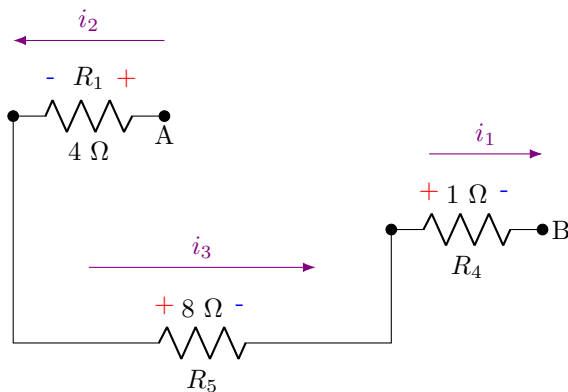 i₂
- R₁ +
A
4 Ω
i₁
+ 1 Ω -
B
R₄
i₃
+ 8 Ω -
R₅